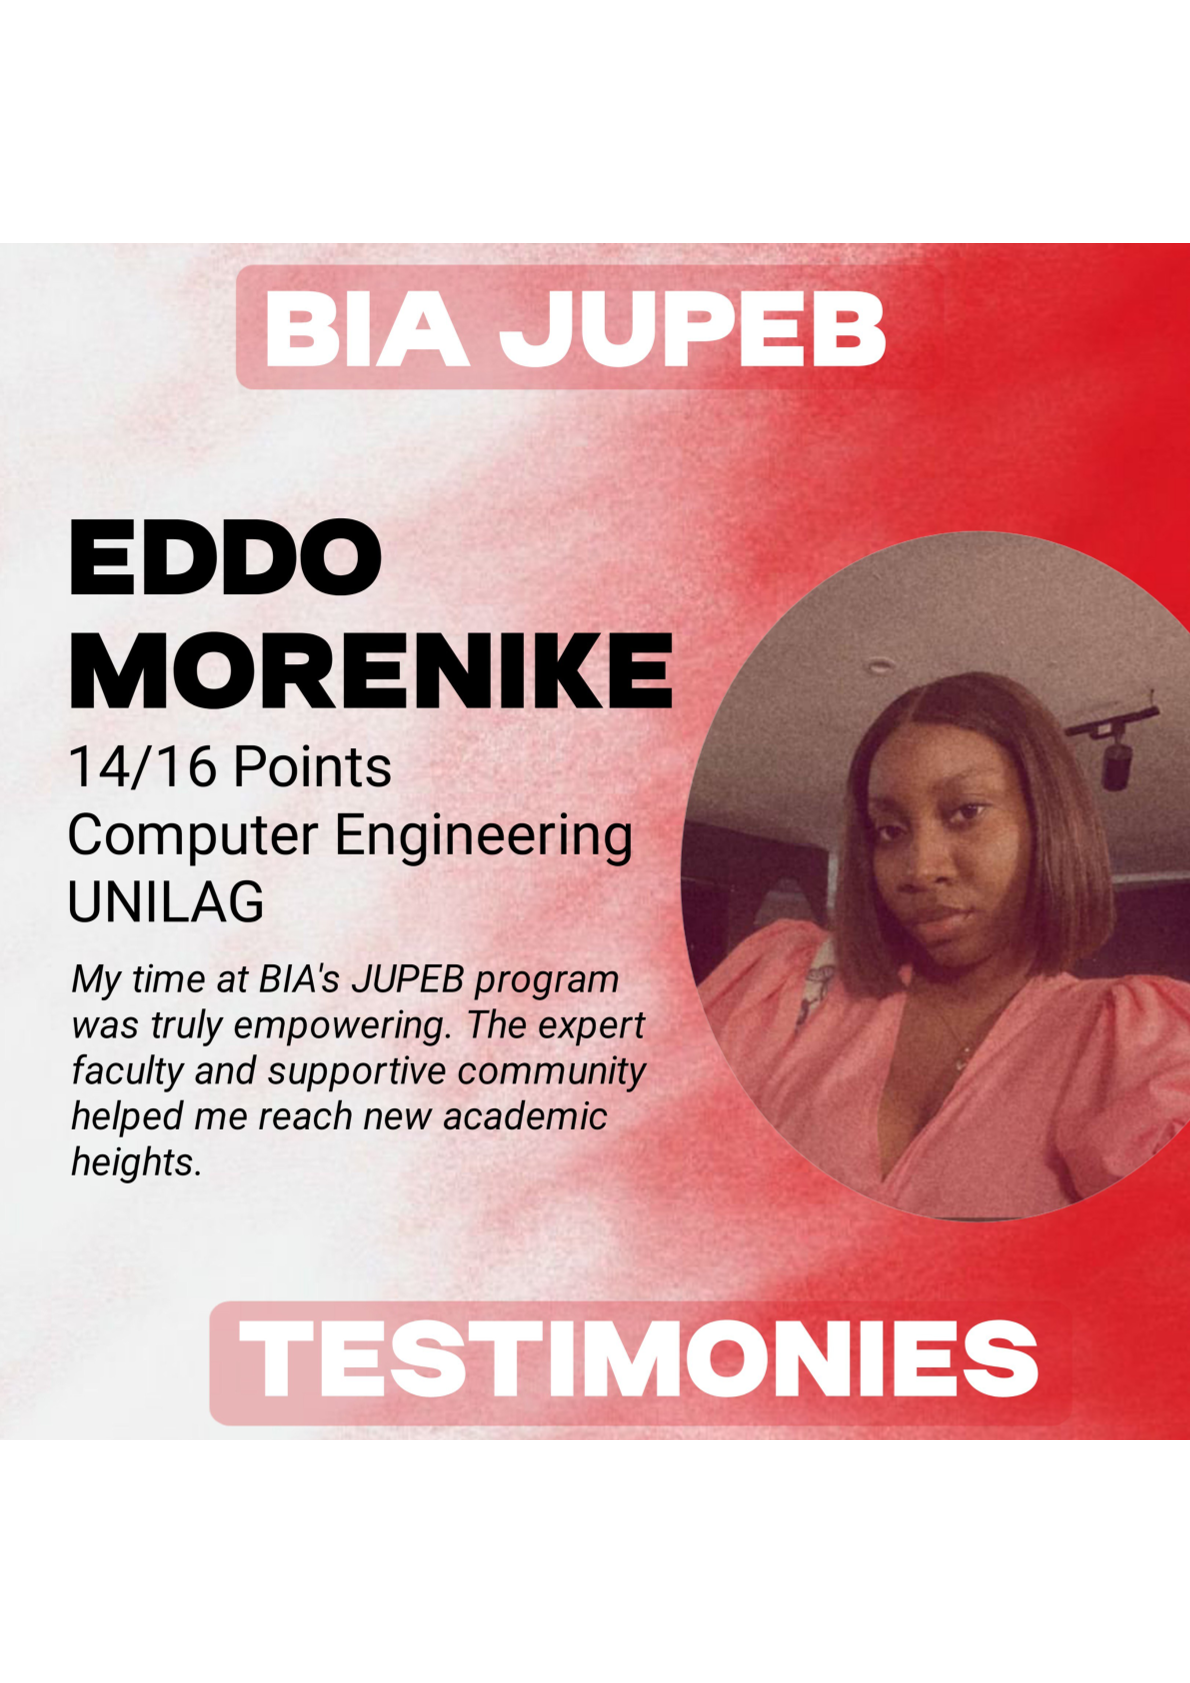 BIA JUPEB
EDDO
MORENIKE
14/16 Points
Computer Engineering
UNILAG
My time at BIA's JUPEB program
was truly empowering. The expert
faculty and supportive community
helped me reach new academic
heights.
TESTIMONIES